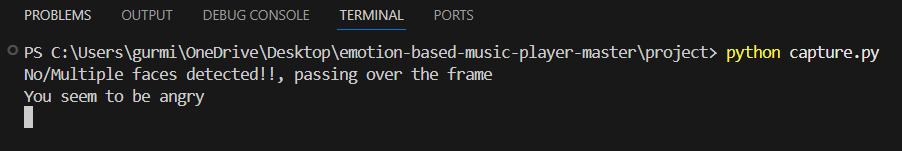 PROBLEMS OUTPUT DEBUG CONSOLE TERMINAL PORTS
PS C:\Users\gurmi\OneDrive\Desktop\emotion-based-music-player-master\project> python capture.py
No/Multiple faces detected!!, passing over the frame
You seem to be angry